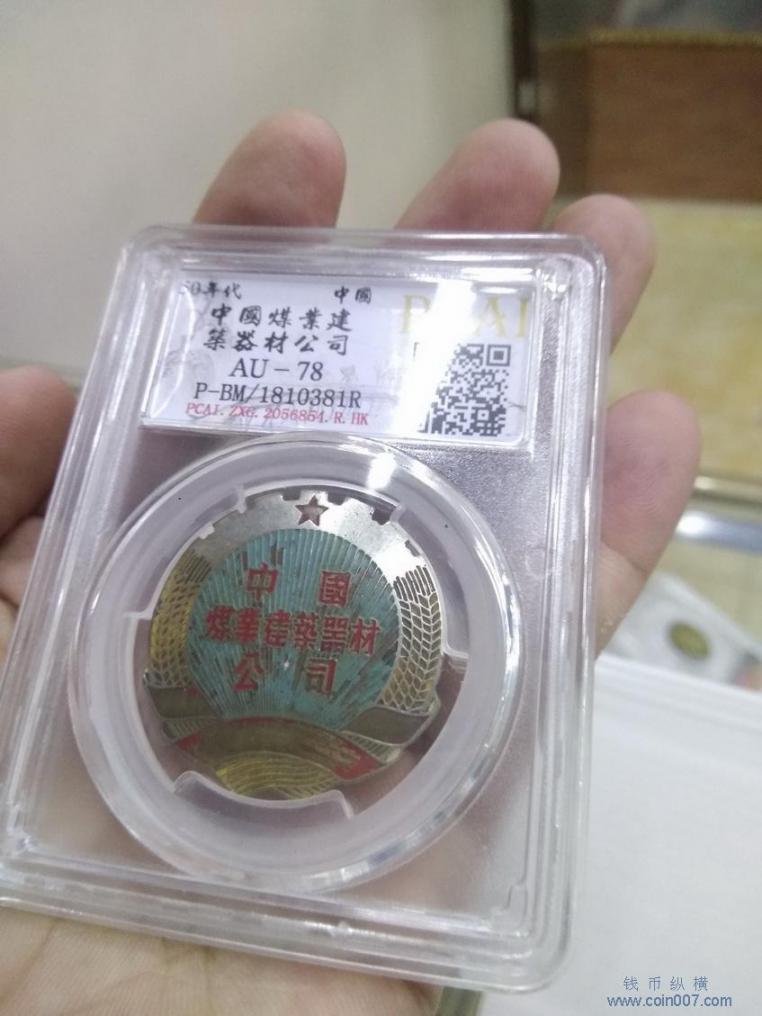 50年代 中國
PCAI
中國煤業建
築器材公司
AU-78
P-BM/1810381R
PCAI.ZXG.2056854.R.HK
中國
煤業建築器材
公司
钱币纵横
www.coin007.com